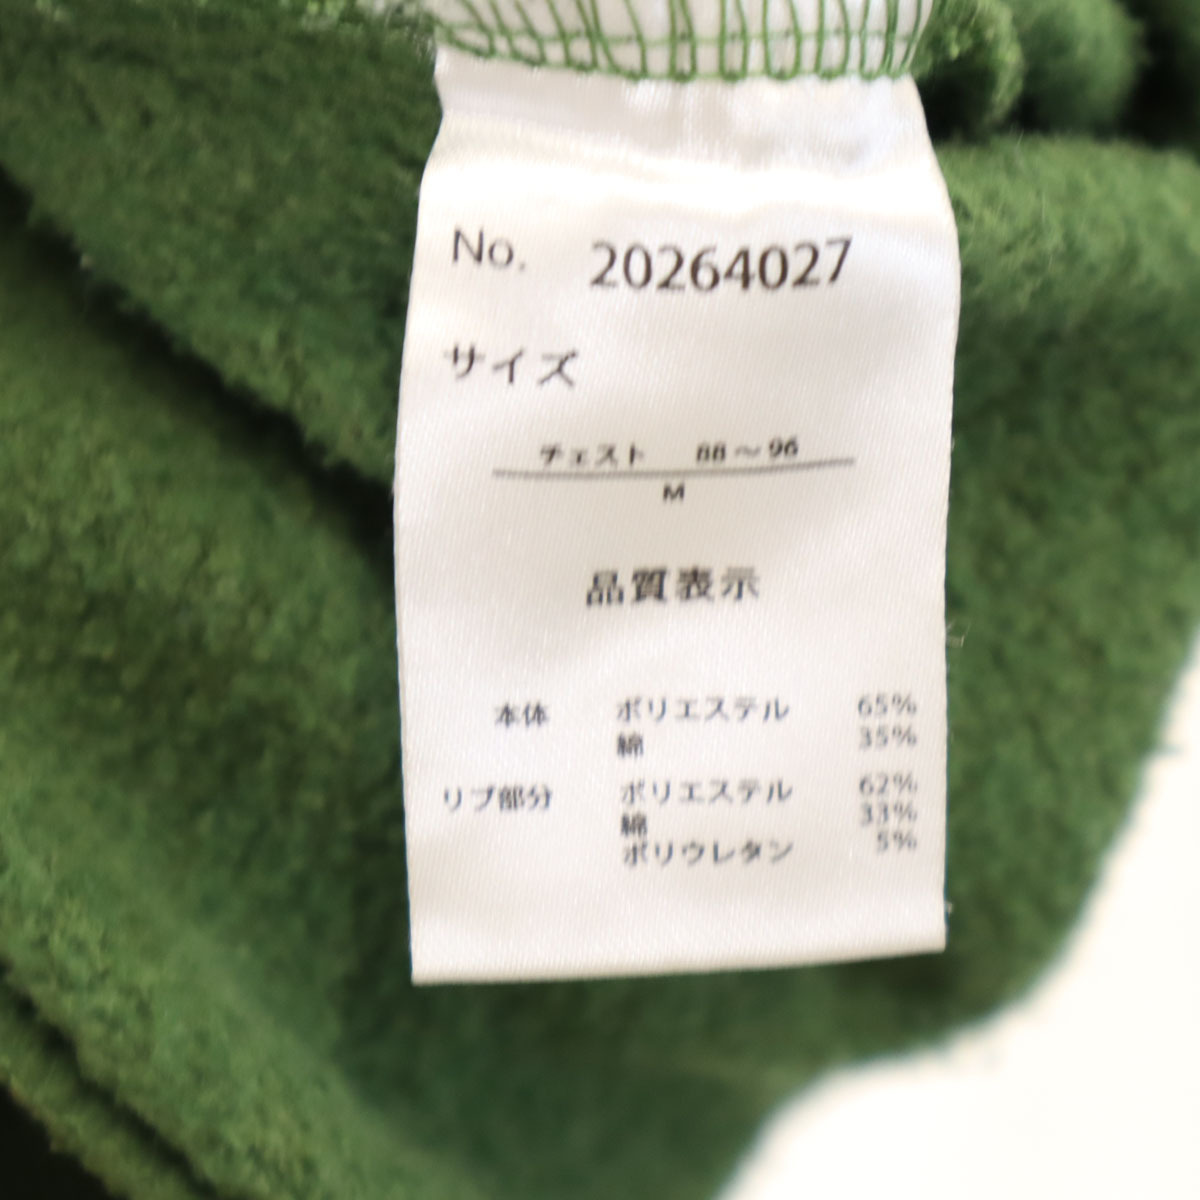 No. 20264027
サイズ
チェスト 88～96
M
品質表示
本体 ポリエステル 65%
綿 35%
リブ部分 ポリエステル 62%
綿 33%
ポリウレタン 5%